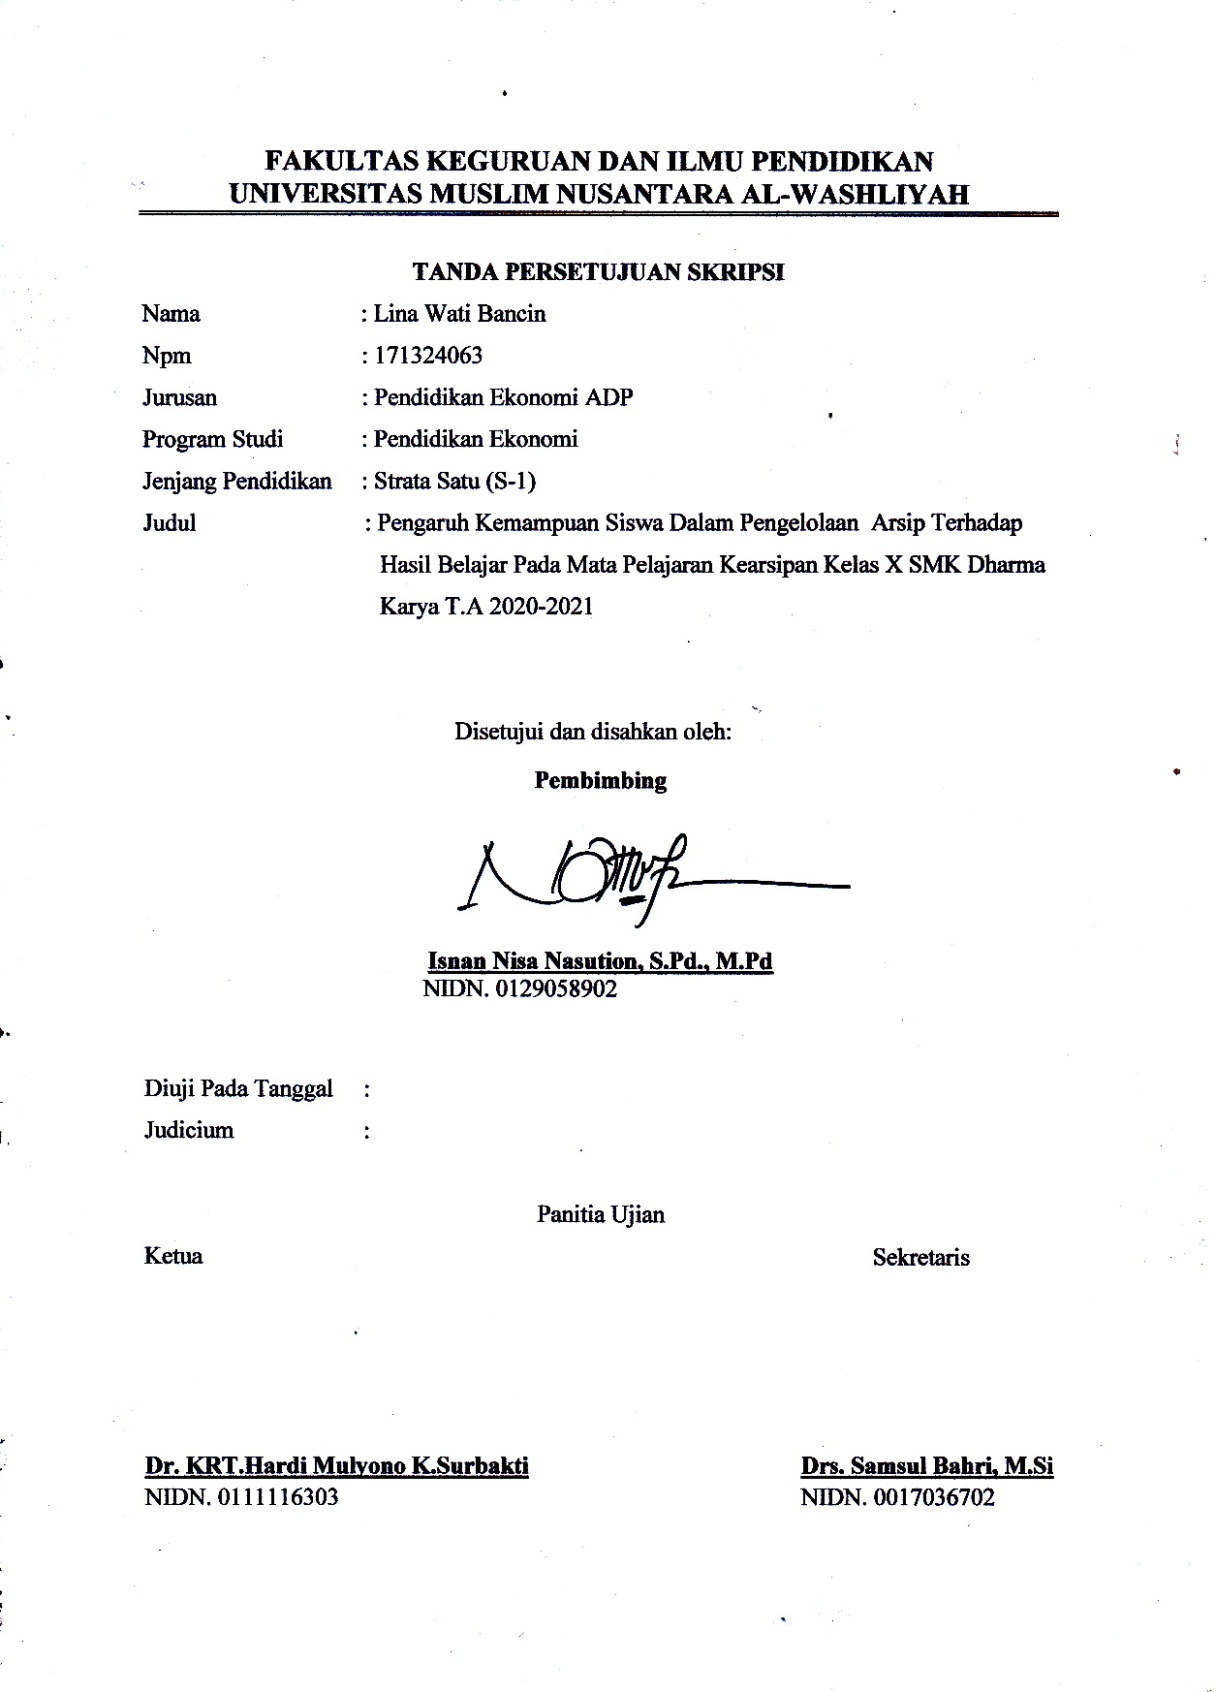 FAKULTAS KEGURUAN DAN ILMU PENDIDIKAN
UNIVERSITAS MUSLIM NUSANTARA AL-WASHLIYAH
TANDA PERSETUJUAN SKRIPSI
Nama : Lina Wati Bancin
Npm : 171324063
Jurusan : Pendidikan Ekonomi ADP
Program Studi : Pendidikan Ekonomi
Jenjang Pendidikan : Strata Satu (S-1)
Judul : Pengaruh Kemampuan Siswa Dalam Pengelolaan Arsip Terhadap
Hasil Belajar Pada Mata Pelajaran Kearsipan Kelas X SMK Dharma
Karya T.A 2020-2021
Disetujui dan disahkan oleh:
Pembimbing
Isnan Nisa Nasution, S.Pd., M.Pd
NIDN. 0129058902
Diuji Pada Tanggal :
Judicium :
Panitia Ujian
Ketua Sekretaris
Dr. KRT.Hardi Mulyono K.Surbakti Drs. Samsul Bahri, M.Si
NIDN. 0111116303 NIDN. 0017036702